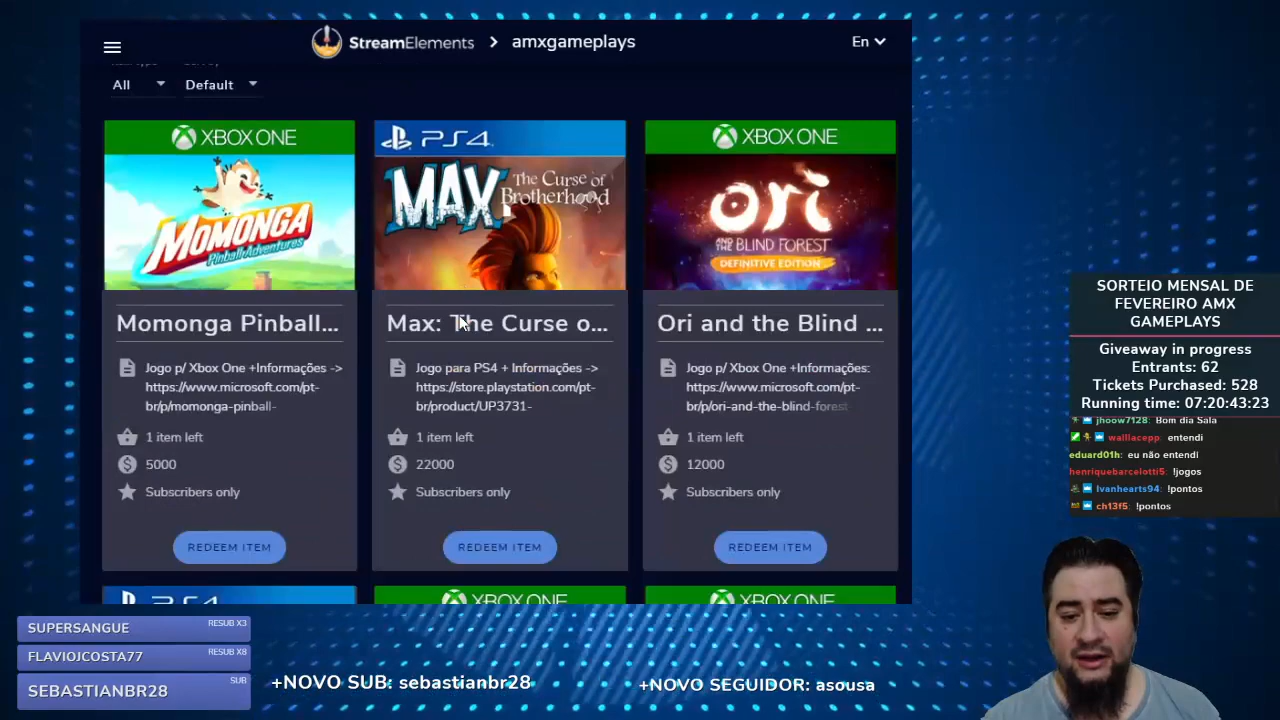 StreamElements > amxgameplays
En
All Default
XBOX ONE
MOMONGA
Pinball Adventures
Momonga Pinball...
Jogo p/ Xbox One +Informações ->
https://www.microsoft.com/pt-
br/p/momonga-pinball-
1 item left
5000
Subscribers only
REDEEM ITEM
PS4
MAX: The Curse of
Brotherhood
Max: The Curse o...
Jogo para PS4 + Informações ->
https://store.playstation.com/pt-
br/product/UP3731-
1 item left
22000
Subscribers only
REDEEM ITEM
XBOX ONE
ori
AND THE BLIND FOREST
DEFINITIVE EDITION
Ori and the Blind ...
Jogo p/ Xbox One +Informações:
https://www.microsoft.com/pt-
br/p/ori-and-the-blind-forest-
1 item left
12000
Subscribers only
REDEEM ITEM
PS4
XBOX ONE
XBOX ONE
SORTEIO MENSAL DE
FEVEREIRO AMX
GAMEPLAYS
Giveaway in progress
Entrants: 62
Tickets Purchased: 528
Running time: 07:20:43:23
jhoow7128: Bom dia Sala
walllacepp: entendi
eduard01h: eu não entendi
henriquebarcelotti5: !jogos
Ivanhearts94: !pontos
ch13f5: !pontos
SUPERSANGUE RESUB X3
FLAVIOJCOSTA77 RESUB X8
SEBASTIANBR28 SUB
+NOVO SUB: sebastianbr28
+NOVO SEGUIDOR: asousa